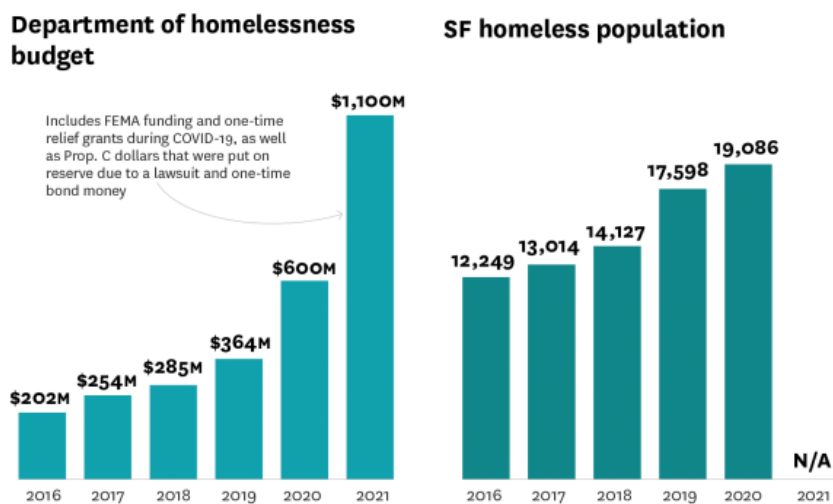 Department of homelessness
budget
Includes FEMA funding and one-time
relief grants during COVID-19, as well
as Prop. C dollars that were put on
reserve due to a lawsuit and one-time
bond money
$202M
$254M
$285M
$364M
$600M
$1,100M
2016 2017 2018 2019 2020 2021
SF homeless population
12,249
13,014
14,127
17,598
19,086
N/A
2016 2017 2018 2019 2020 2021